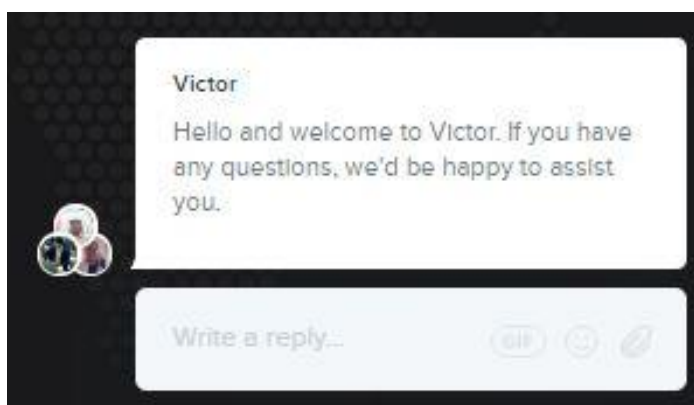 Victor
Hello and welcome to Victor. If you have
any questions, we'd be happy to assist
you.
Write a reply...
GIF